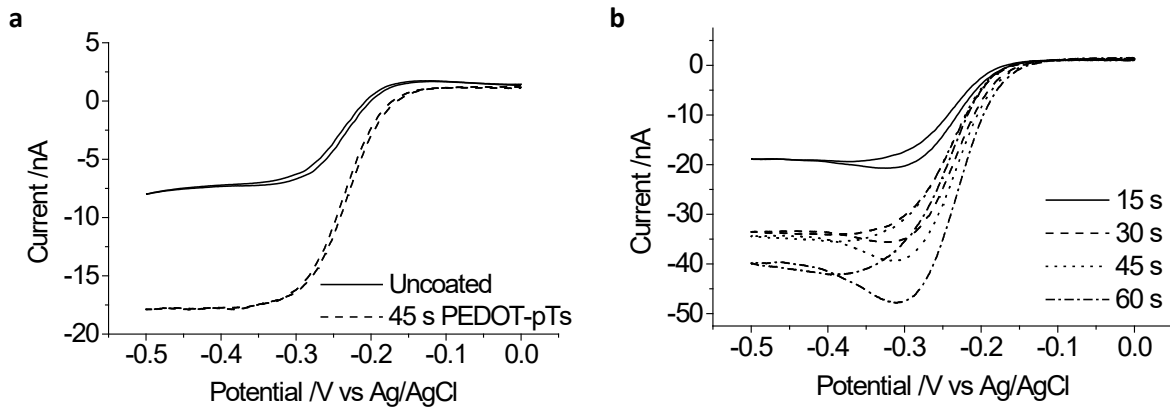 a
5
0
-5
-10
-15
-20
Current /nA
Uncoated
45 s PEDOT-pTs
-0.5 -0.4 -0.3 -0.2 -0.1 0.0
Potential /V vs Ag/AgCl
b
0
-10
-20
-30
-40
-50
Current /nA
15 s
30 s
45 s
60 s
-0.5 -0.4 -0.3 -0.2 -0.1 0.0
Potential /V vs Ag/AgCl